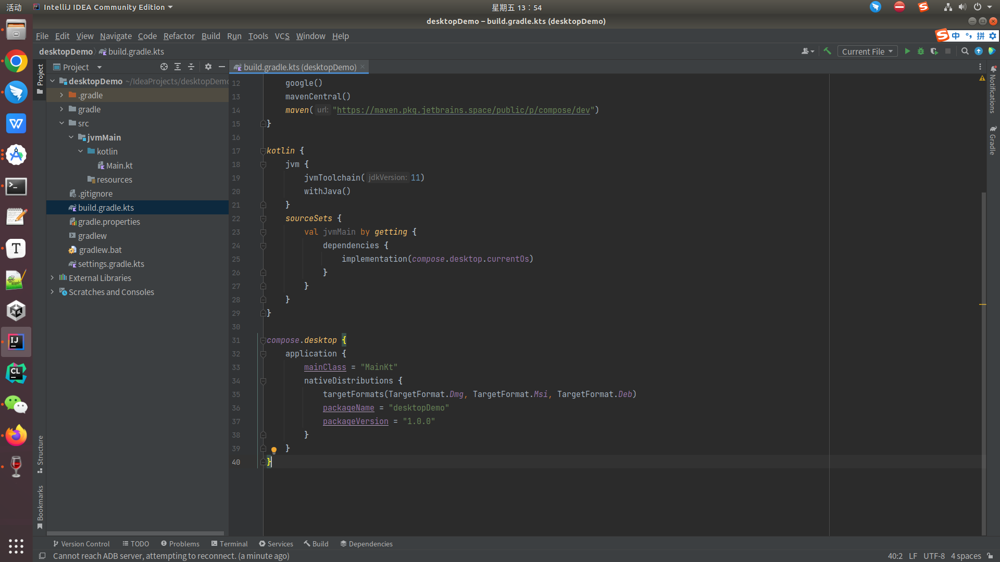 活动
IntelliJ IDEA Community Edition
星期五 13：54
desktopDemo – build.gradle.kts (desktopDemo)
File Edit View Navigate Code Refactor Build Run Tools VCS Window Help
中 拼
desktopDemo build.gradle.kts
Current File
Project
build.gradle.kts (desktopDemo)
Project
desktopDemo ~/IdeaProjects/desktopDemo
.gradle
gradle
src
jvmMain
kotlin
Main.kt
resources
.gitignore
build.gradle.kts
gradle.properties
gradlew
gradlew.bat
settings.gradle.kts
External Libraries
Scratches and Consoles
Structure
Bookmarks
12 google()
13 mavenCentral()
14 maven( url: "https://maven.pkg.jetbrains.space/public/p/compose/dev")
15 }
16
17 kotlin {
18 jvm {
19 jvmToolchain( jdkVersion: 11)
20 withJava()
21 }
22 sourceSets {
23 val jvmMain by getting {
24 dependencies {
25 implementation(compose.desktop.currentOs)
26 }
27 }
28 }
29 }
30
31 compose.desktop {
32 application {
33 mainClass = "MainKt"
34 nativeDistributions {
35 targetFormats(TargetFormat.Dmg, TargetFormat.Msi, TargetFormat.Deb)
36 packageName = "desktopDemo"
37 packageVersion = "1.0.0"
38 }
39 }
40 }
Notifications
Gradle
Version Control TODO Problems Terminal Services Build Dependencies
Cannot reach ADB server, attempting to reconnect. (a minute ago)
40:2 LF UTF-8 4 spaces